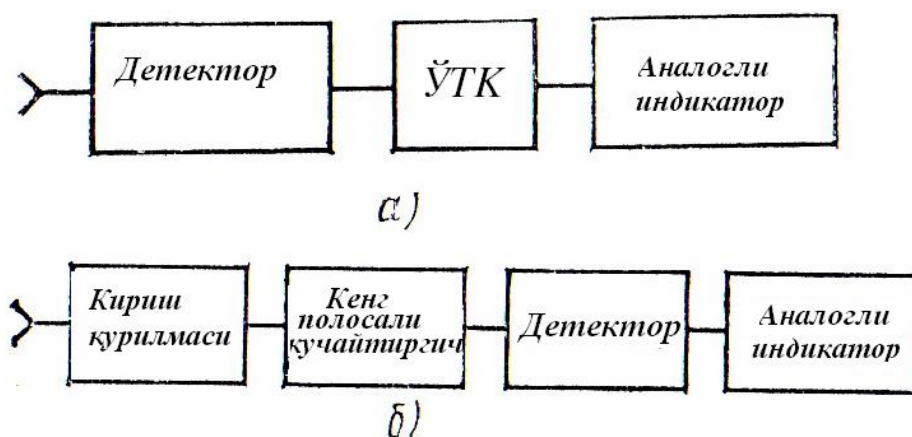 Детектор
ЎТК
Аналогли
индикатор
а)
Кириш
қурилмаси
Кенг
полосали
кучайтиргич
Детектор
Аналогли
индикатор
б)